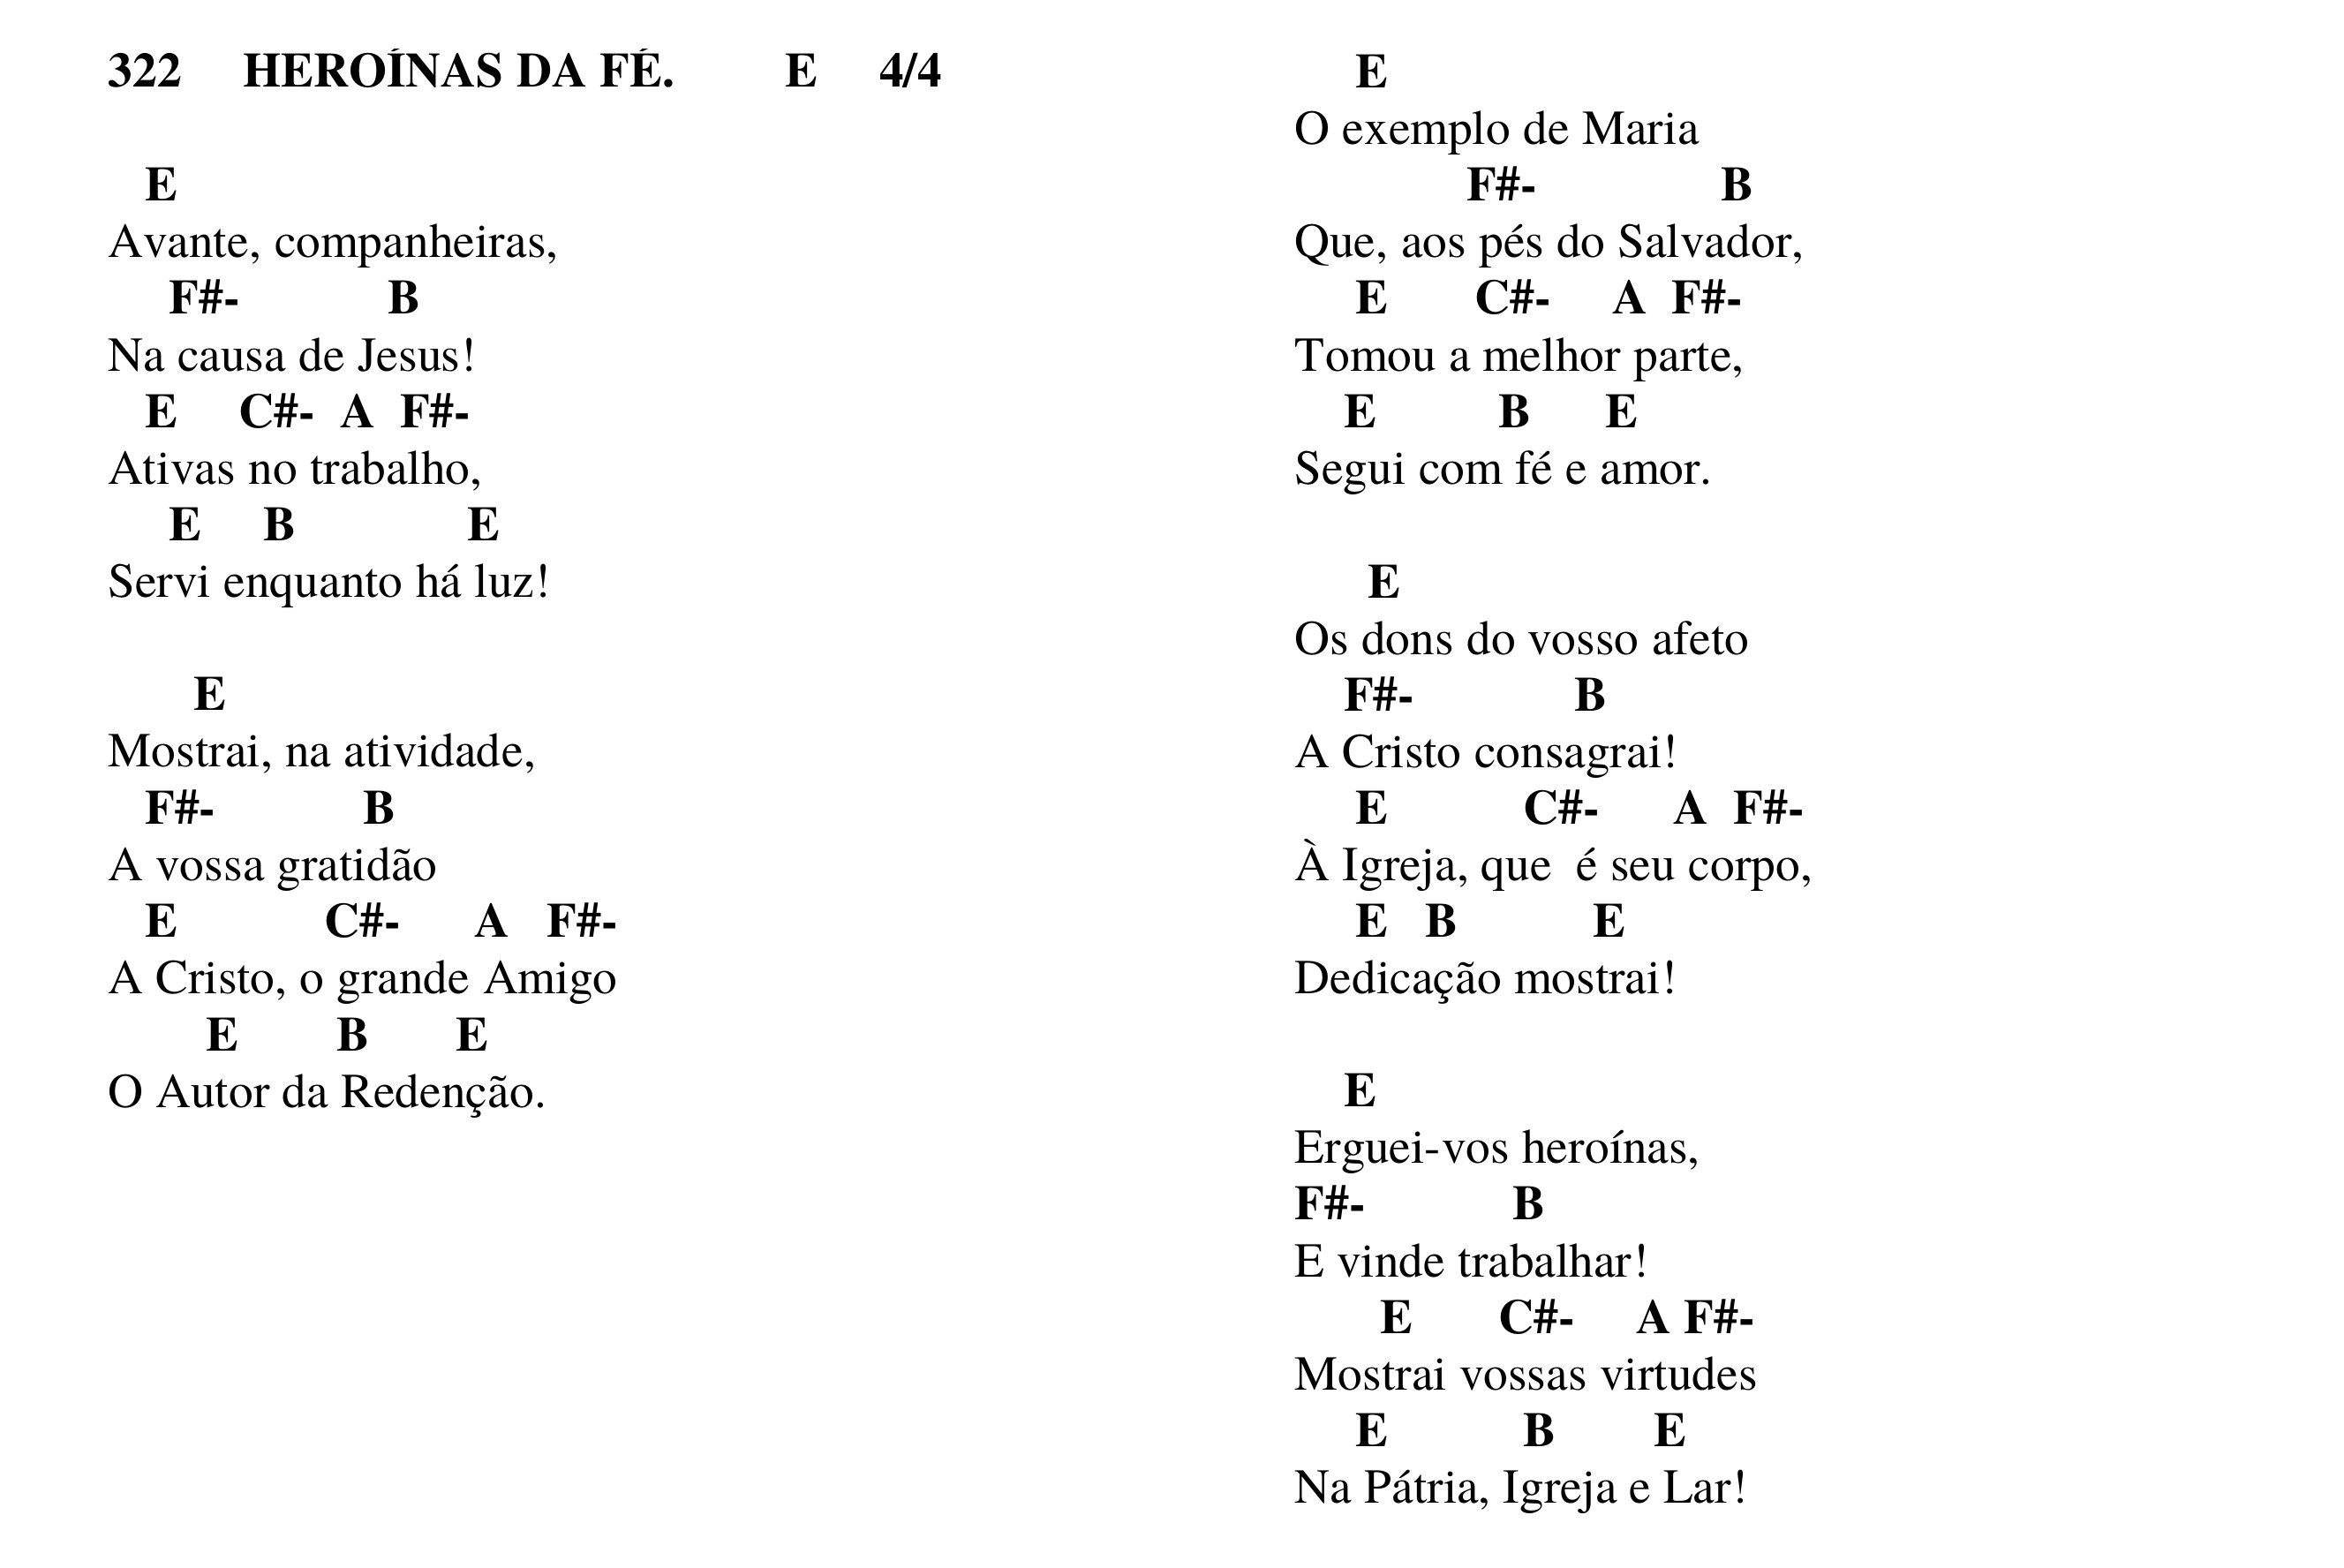 322 HEROÍNAS DA FÉ. E 4/4
E
Avante, companheiras,
F#- B
Na causa de Jesus!
E C#- A F#-
Ativas no trabalho,
E B E
Servi enquanto há luz!
E
Mostrai, na atividade,
F#- B
A vossa gratidão
E C#- A F#-
A Cristo, o grande Amigo
E B E
O Autor da Redenção.
E
O exemplo de Maria
F#- B
Que, aos pés do Salvador,
E C#- A F#-
Tomou a melhor parte,
E B E
Segui com fé e amor.
E
Os dons do vosso afeto
F#- B
A Cristo consagrai!
E C#- A F#-
À Igreja, que é seu corpo,
E B E
Dedicação mostrai!
E
Erguei-vos heroínas,
F#- B
E vinde trabalhar!
E C#- A F#-
Mostrai vossas virtudes
E B E
Na Pátria, Igreja e Lar!